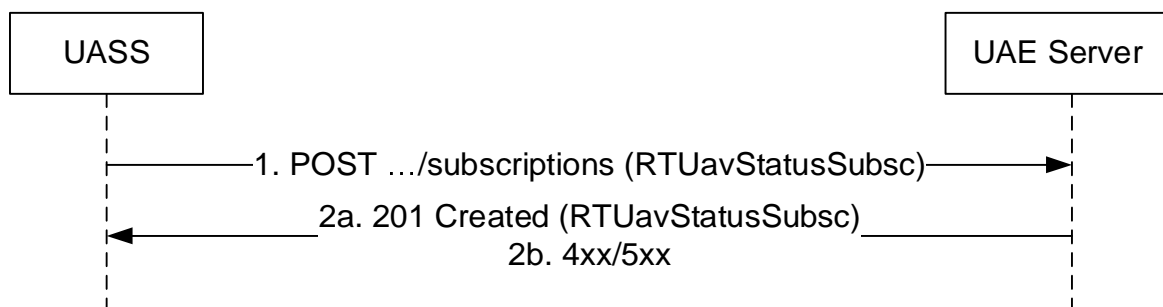 UASS
UAE Server
1. POST …/subscriptions (RTUavStatusSubsc)
2a. 201 Created (RTUavStatusSubsc)
2b. 4xx/5xx